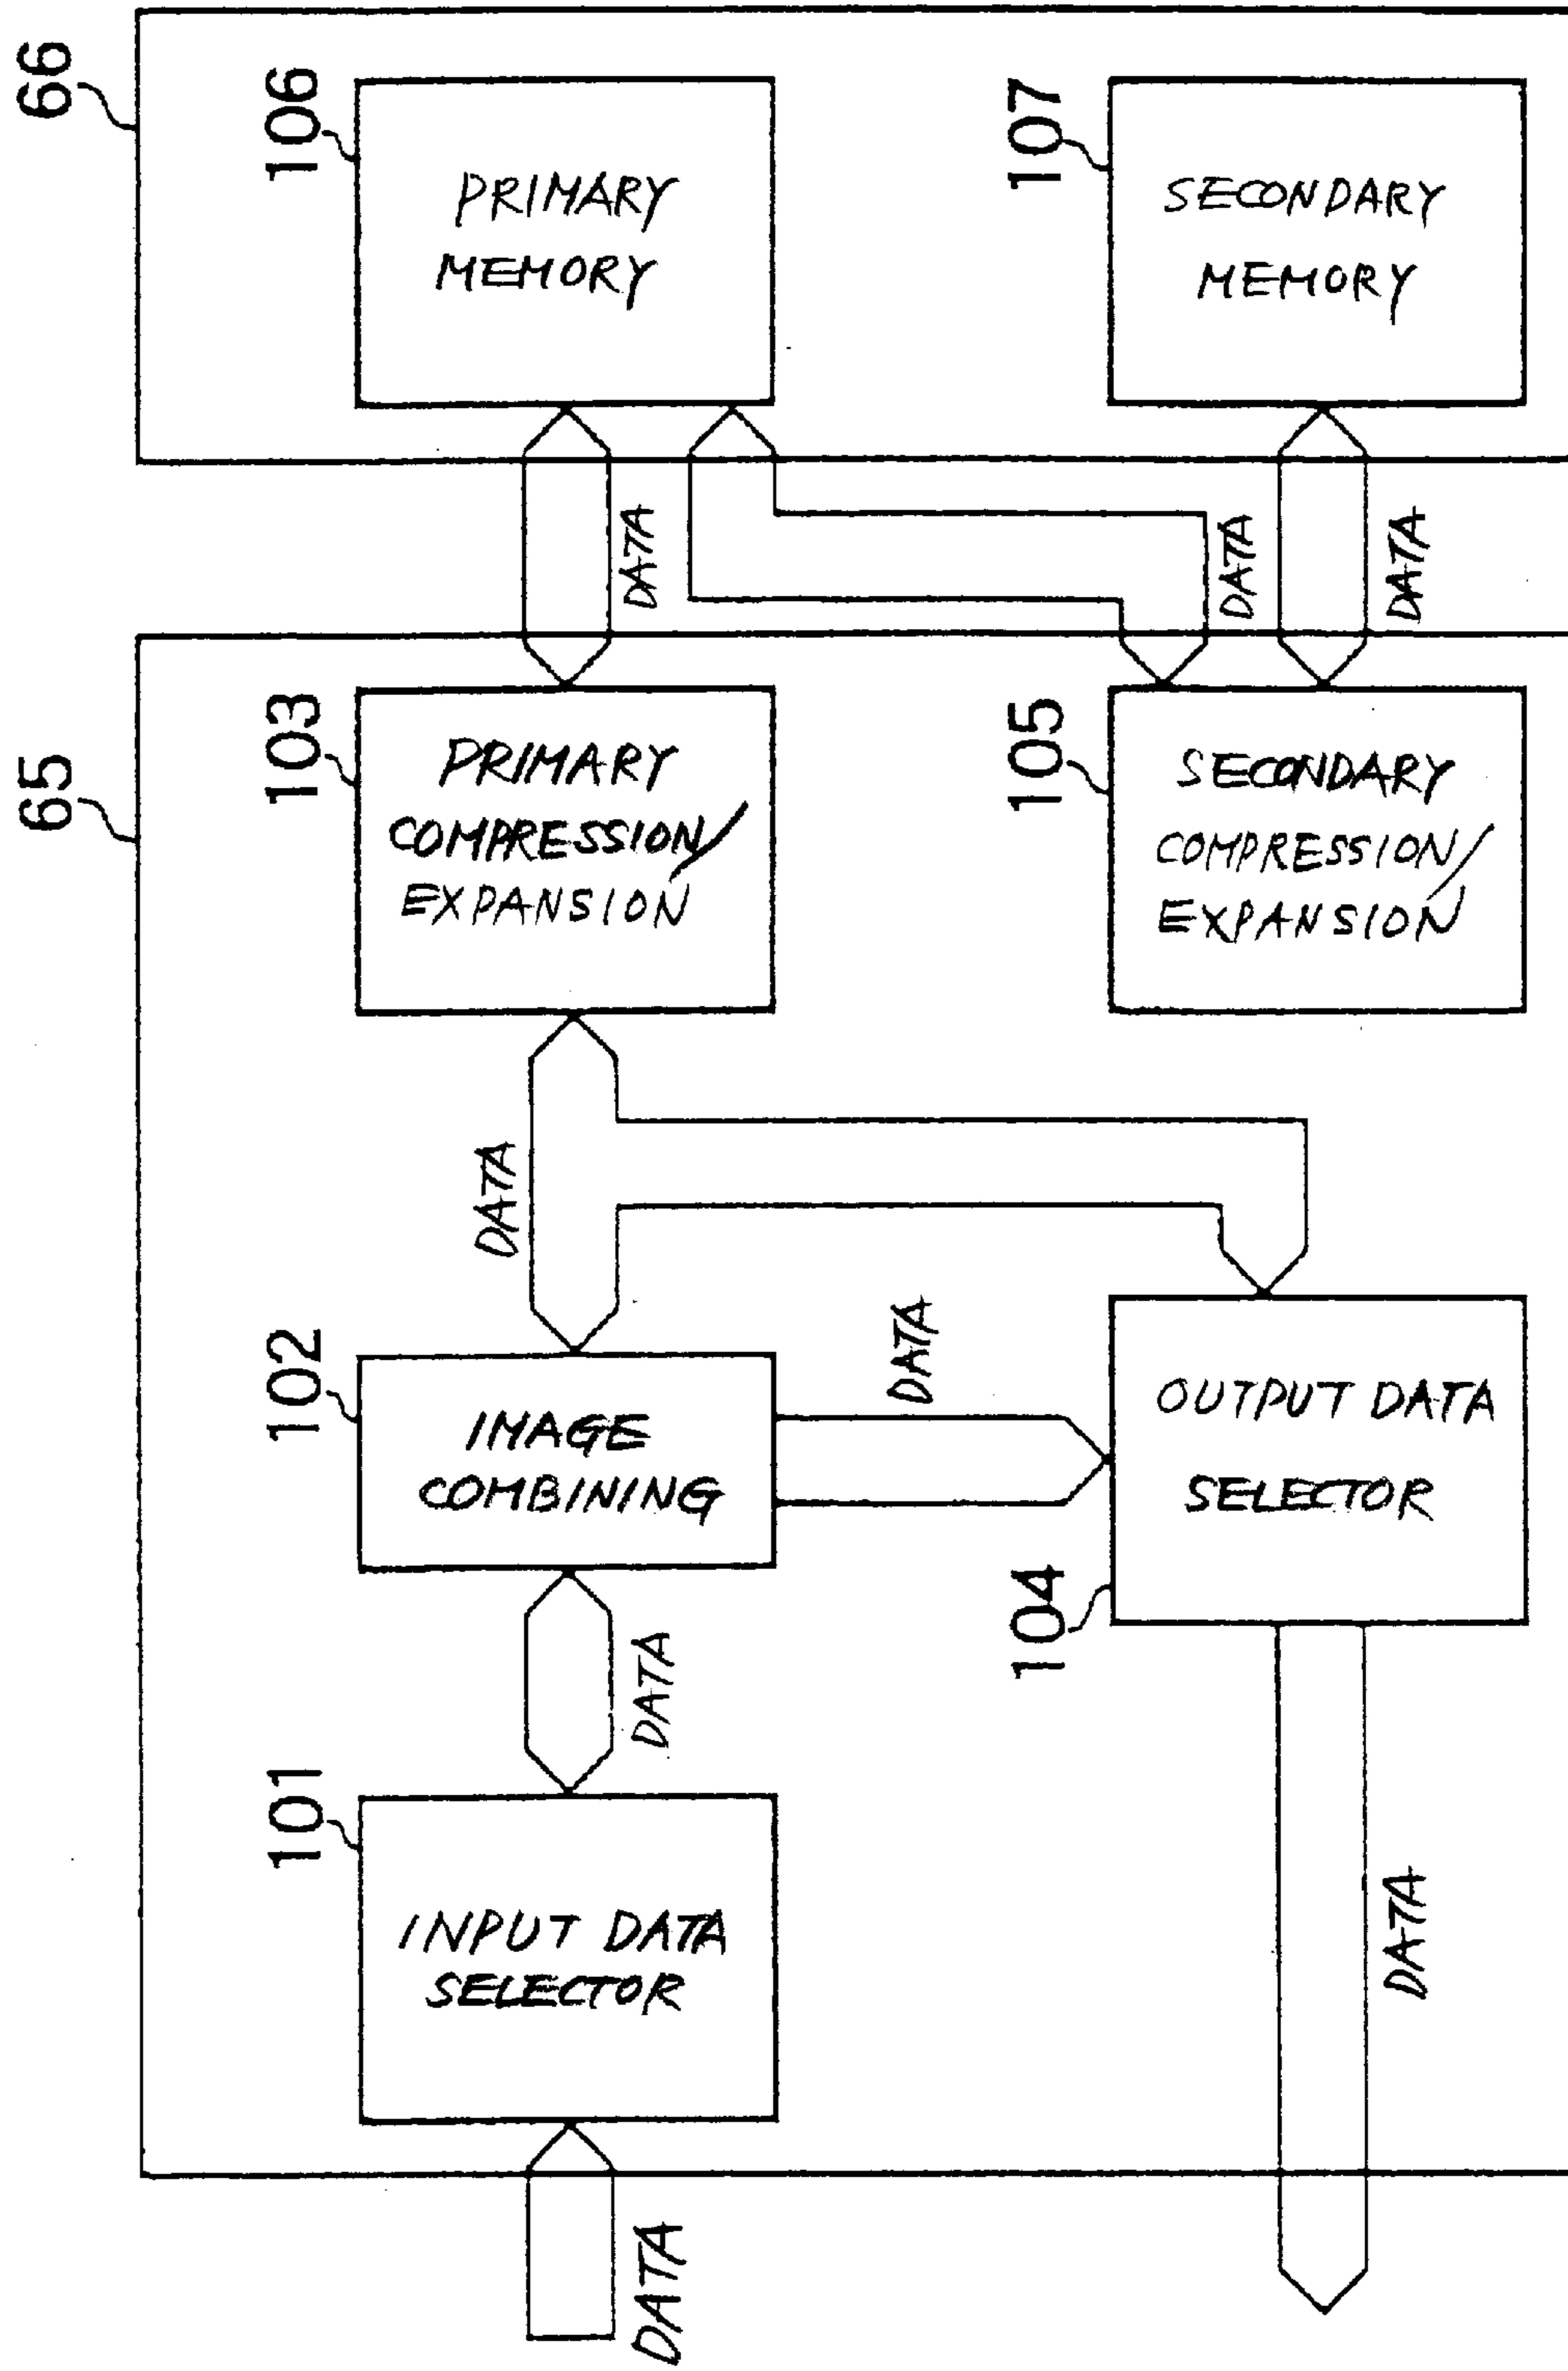 66
106
PRIMARY
MEMORY
107
SECONDARY
MEMORY
DATA
DATA
DATA
65
103
PRIMARY
COMPRESSION/
EXPANSION
105
SECONDARY
COMPRESSION/
EXPANSION
DATA
102
IMAGE
COMBINING
DATA
OUTPUT DATA
SELECTOR
104
DATA
101
INPUT DATA
SELECTOR
DATA
DATA